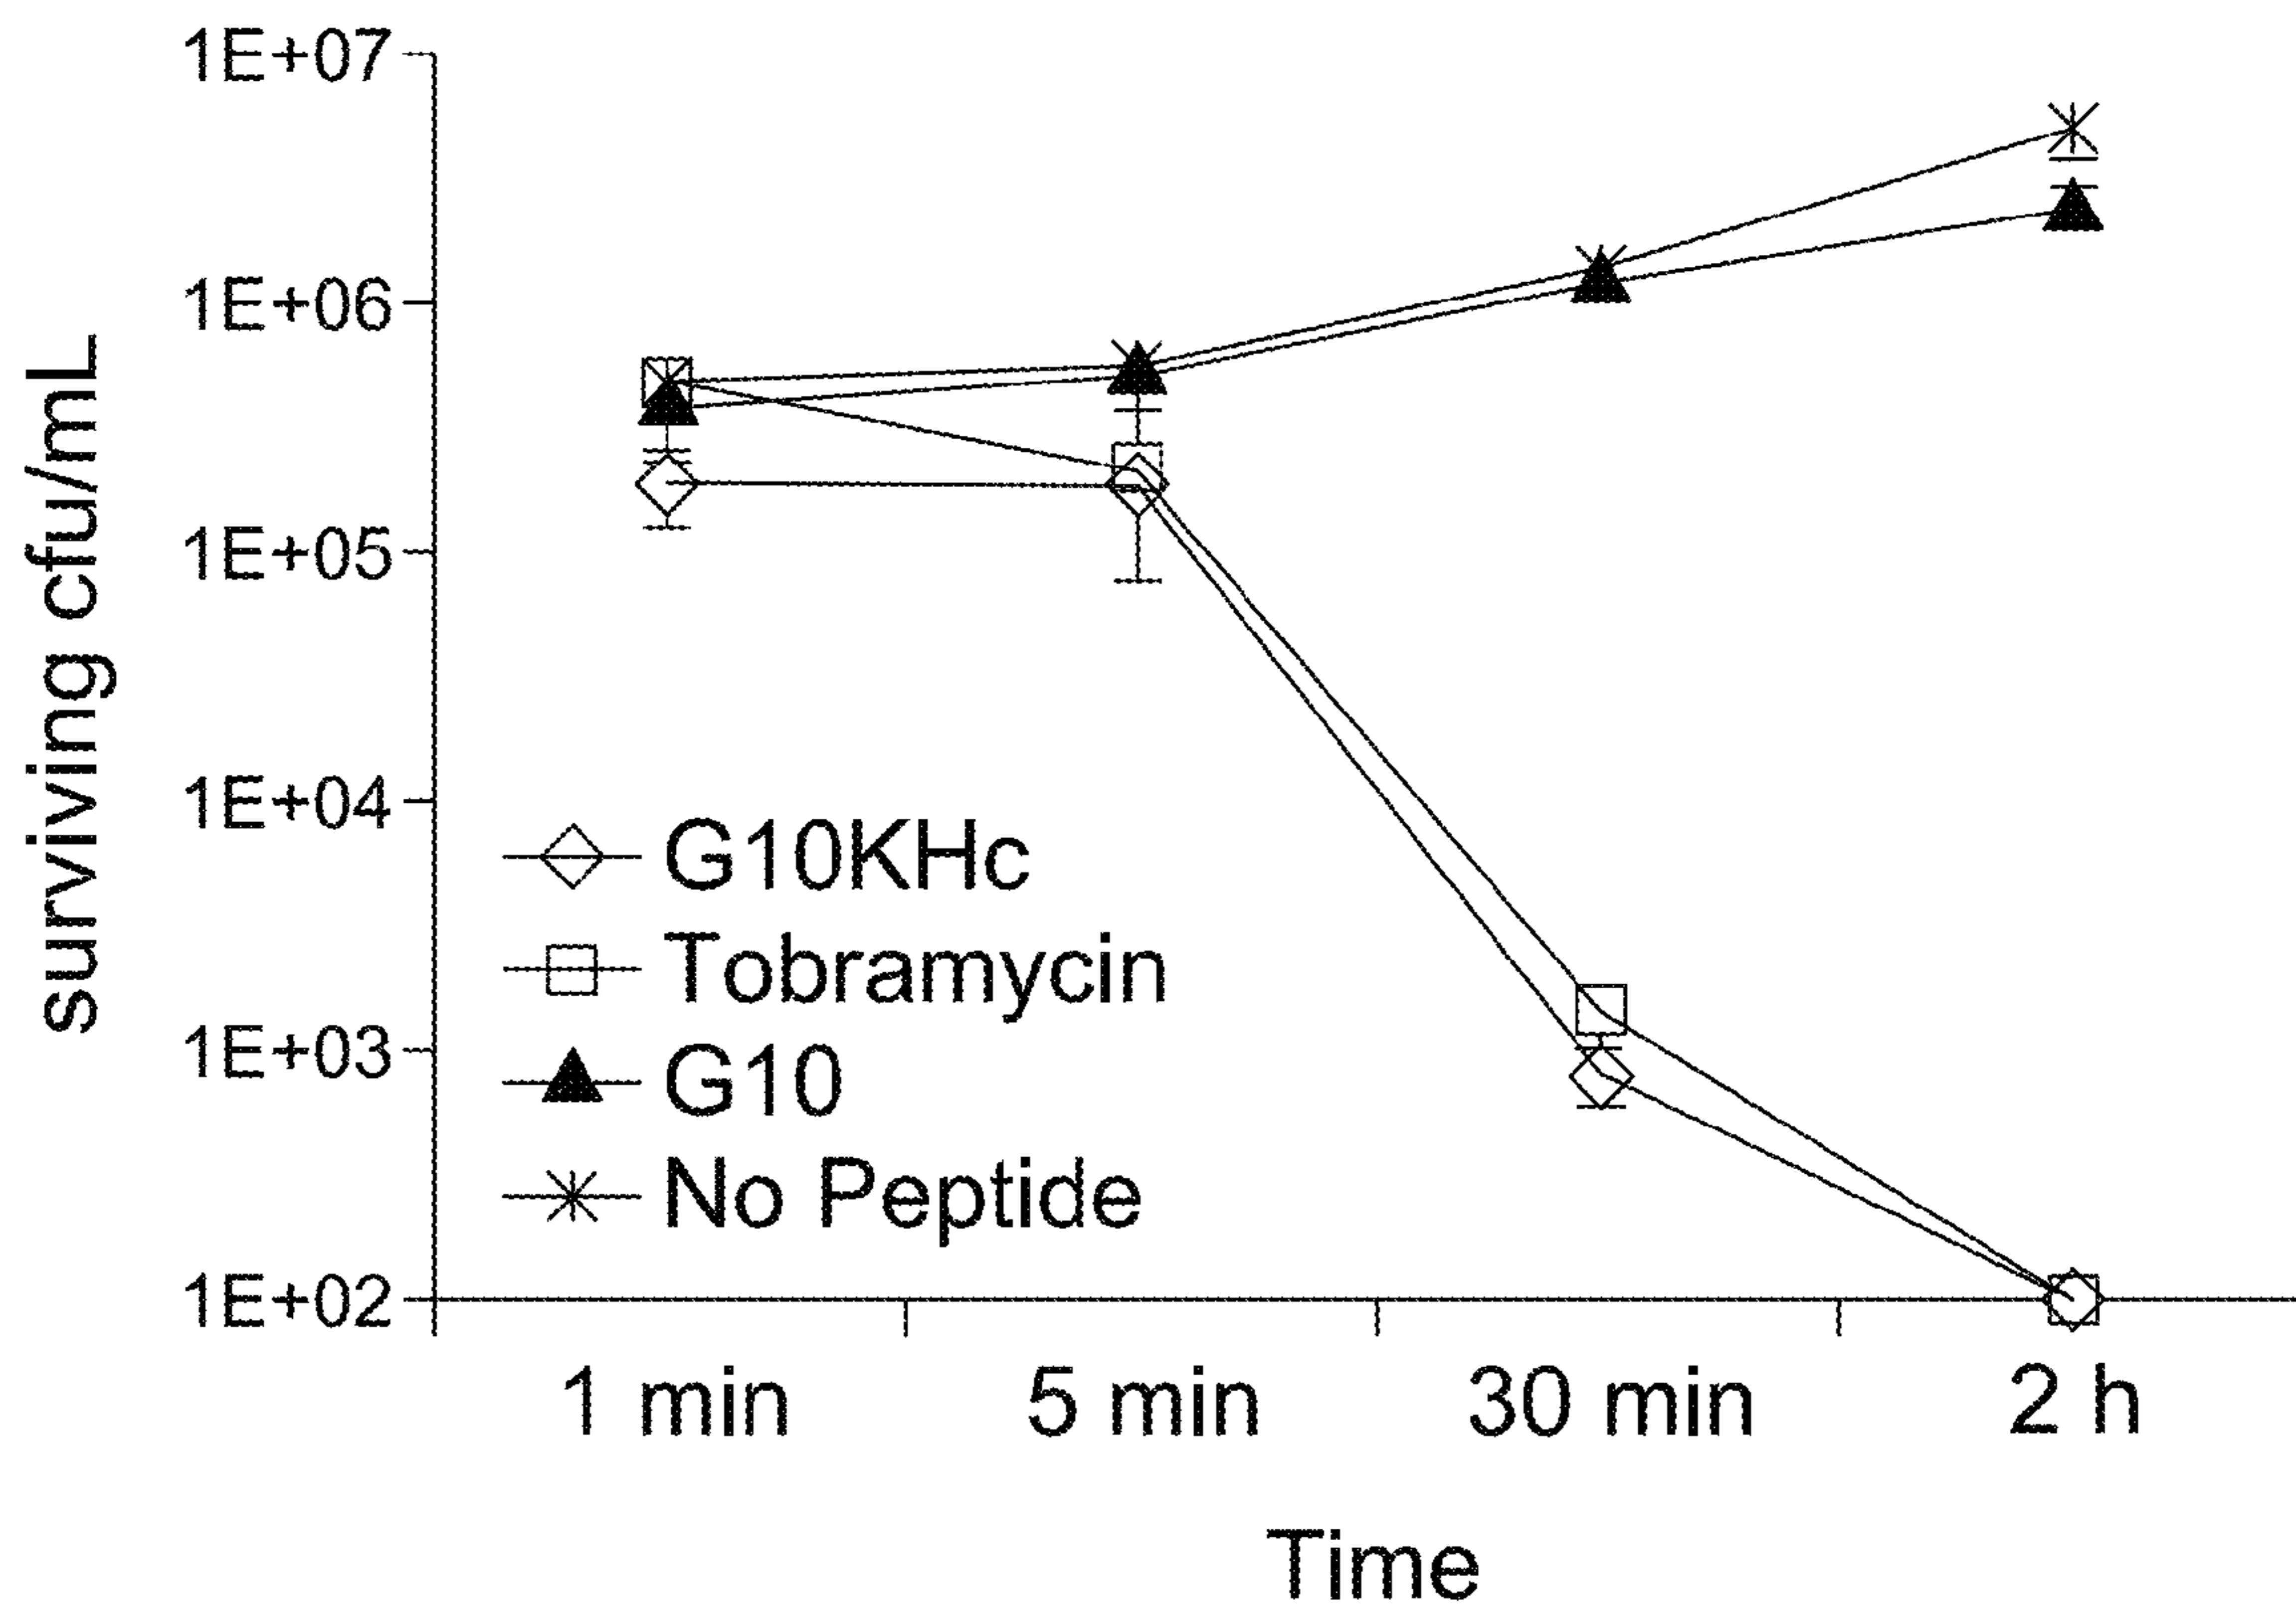 1E+07
1E+06
1E+05
1E+04
1E+03
1E+02
surviving cfu/mL
G10KHc
Tobramycin
G10
No Peptide
1 min 5 min 30 min 2 h
Time